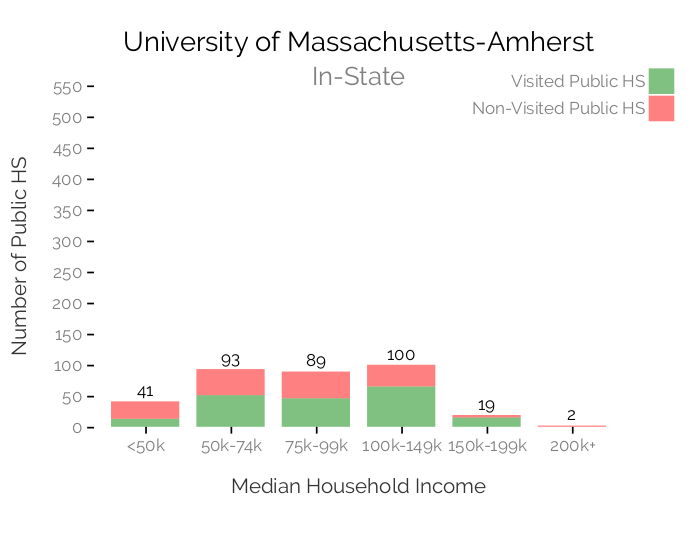 University of Massachusetts-Amherst
In-State
Visited Public HS
Non-Visited Public HS
Number of Public HS
550
500
450
400
350
300
250
200
150
100
50
0
41
93
89
100
19
2
<50k
50k-74k
75k-99k
100k-149k
150k-199k
200k+
Median Household Income